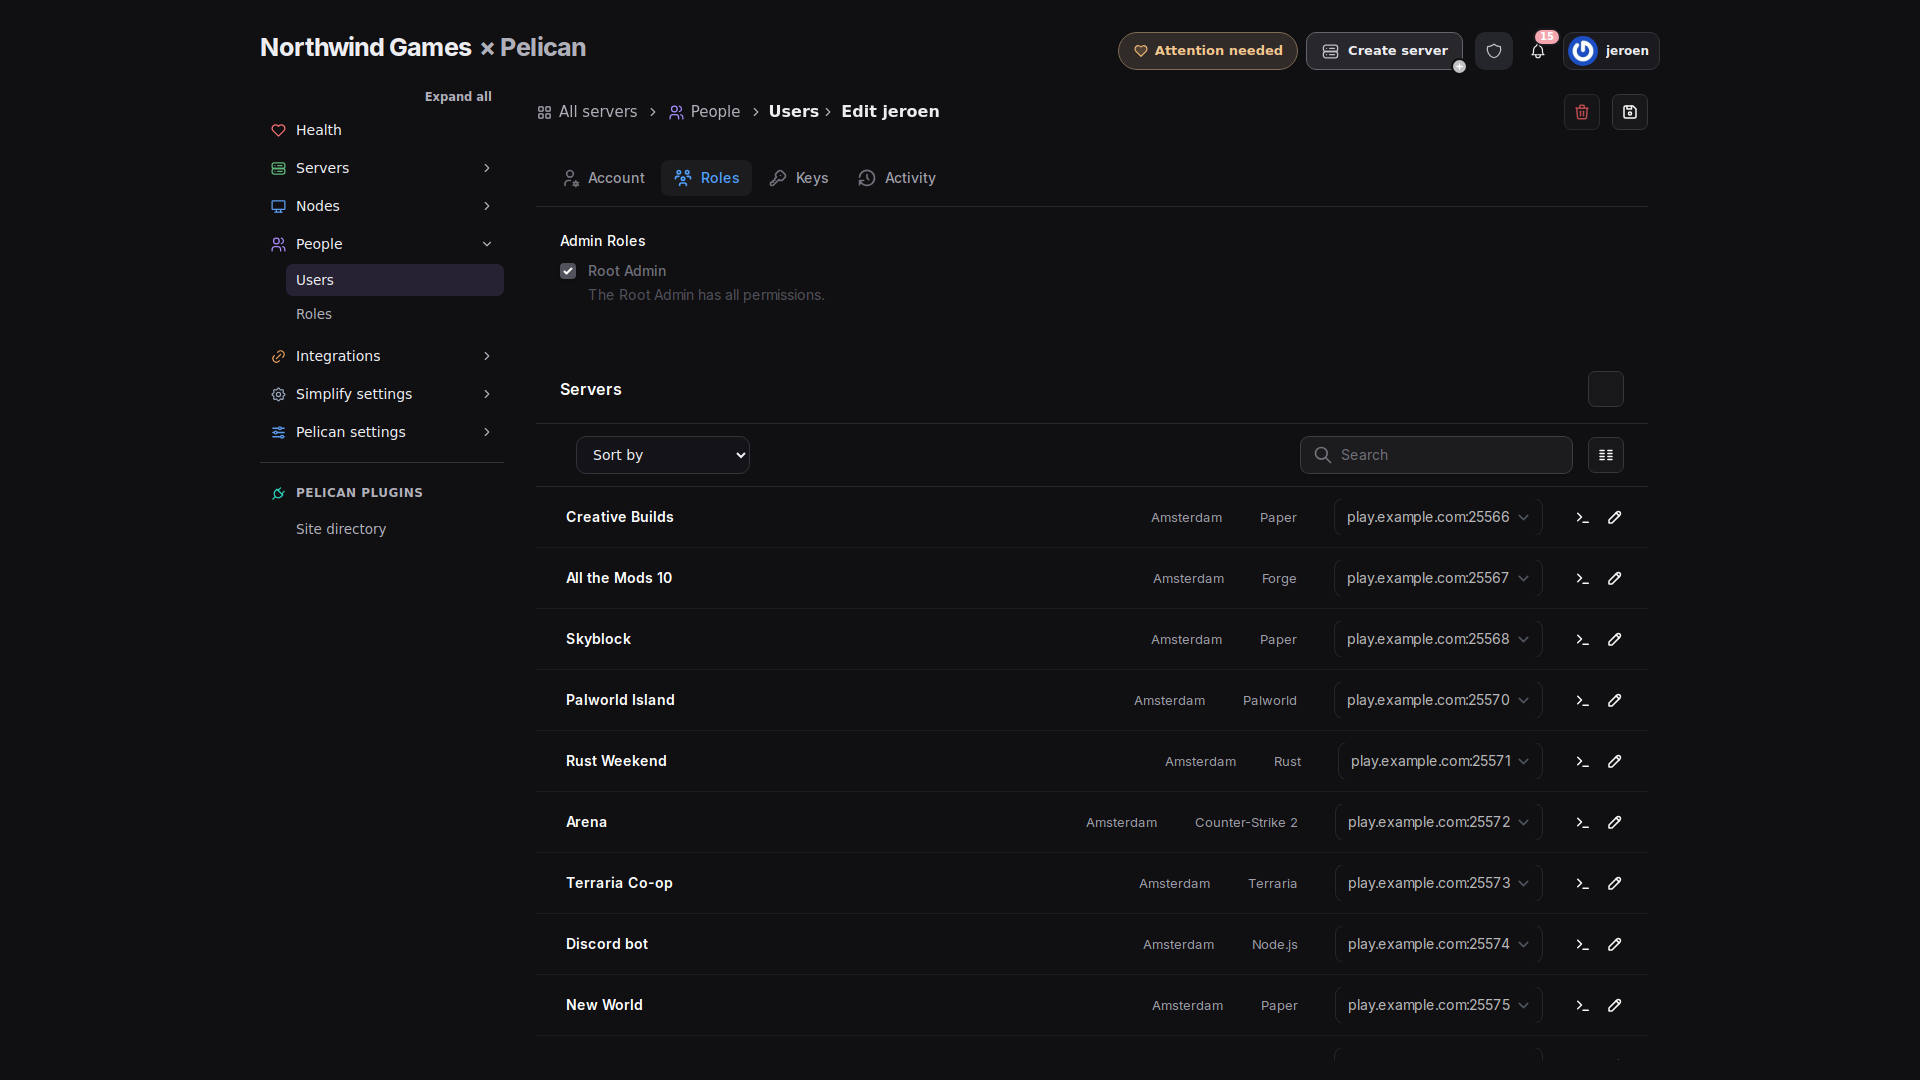 Northwind Games × Pelican
Attention needed
Create server
15
jeroen
Expand all
Health
Servers
Nodes
People
Users
Roles
Integrations
Simplify settings
Pelican settings
PELICAN PLUGINS
Site directory
All servers > People > Users > Edit jeroen
Account Roles Keys Activity
Admin Roles
Root Admin
The Root Admin has all permissions.
Servers
Sort by
Search
Creative Builds Amsterdam Paper play.example.com:25566
All the Mods 10 Amsterdam Forge play.example.com:25567
Skyblock Amsterdam Paper play.example.com:25568
Palworld Island Amsterdam Palworld play.example.com:25570
Rust Weekend Amsterdam Rust play.example.com:25571
Arena Amsterdam Counter-Strike 2 play.example.com:25572
Terraria Co-op Amsterdam Terraria play.example.com:25573
Discord bot Amsterdam Node.js play.example.com:25574
New World Amsterdam Paper play.example.com:25575